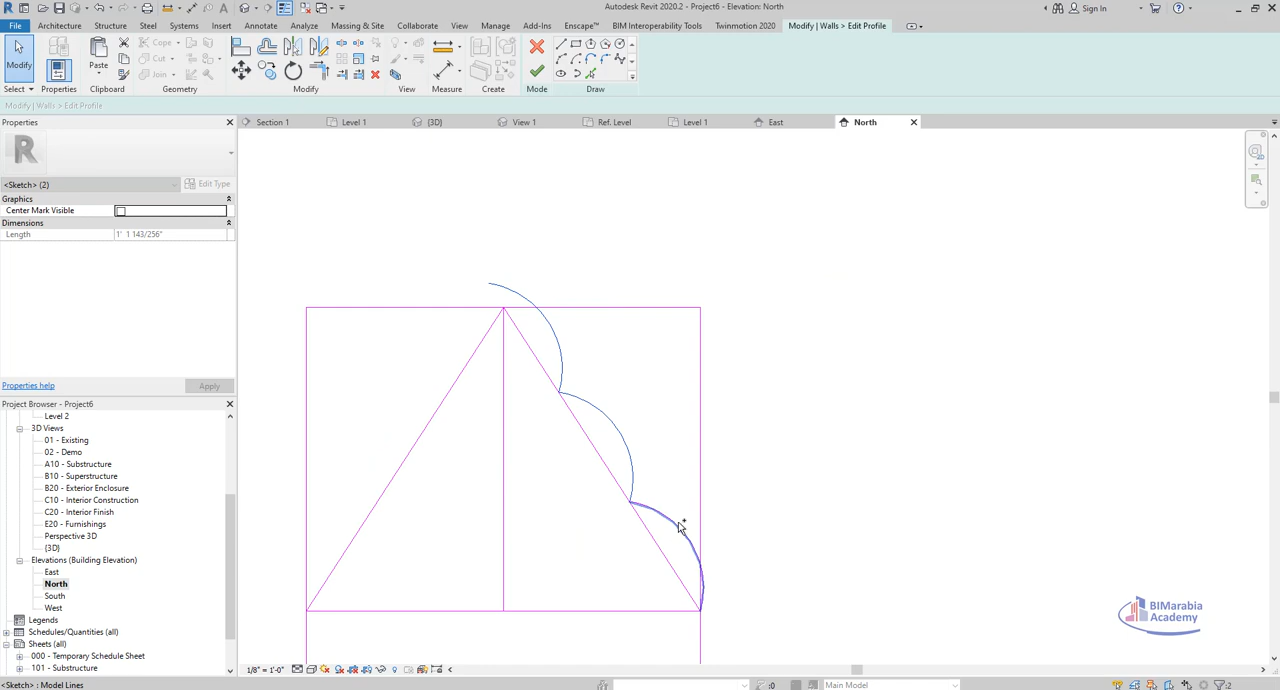 Autodesk Revit 2020.2 - Project6 - Elevation: North
Sign In
File Architecture Structure Steel Systems Insert Annotate Analyze Massing & Site Collaborate View Manage Add-Ins Enscape™ BIM Interoperability Tools Twinmotion 2020 Modify | Walls > Edit Profile
Modify
Paste
Cope
Cut
Join
Select Properties Clipboard Geometry Modify View Measure Create Mode Draw
Modify | Walls > Edit Profile
Properties
Section 1 Level 1 {3D} View 1 Ref. Level Level 1 East North
<Sketch> (2) Edit Type
Graphics
Center Mark Visible
Dimensions
Length 1' 1 143/256"
Properties help Apply
Project Browser - Project6
Level 2
3D Views
01 - Existing
02 - Demo
A10 - Substructure
B10 - Superstructure
B20 - Exterior Enclosure
C10 - Interior Construction
C20 - Interior Finish
E20 - Furnishings
Perspective 3D
{3D}
Elevations (Building Elevation)
East
North
South
West
Legends
Schedules/Quantities (all)
Sheets (all)
000 - Temporary Schedule Sheet
101 - Substructure
BIMarabia
Academy
1/8" = 1'-0"
<Sketch> : Model Lines :0 Main Model :2